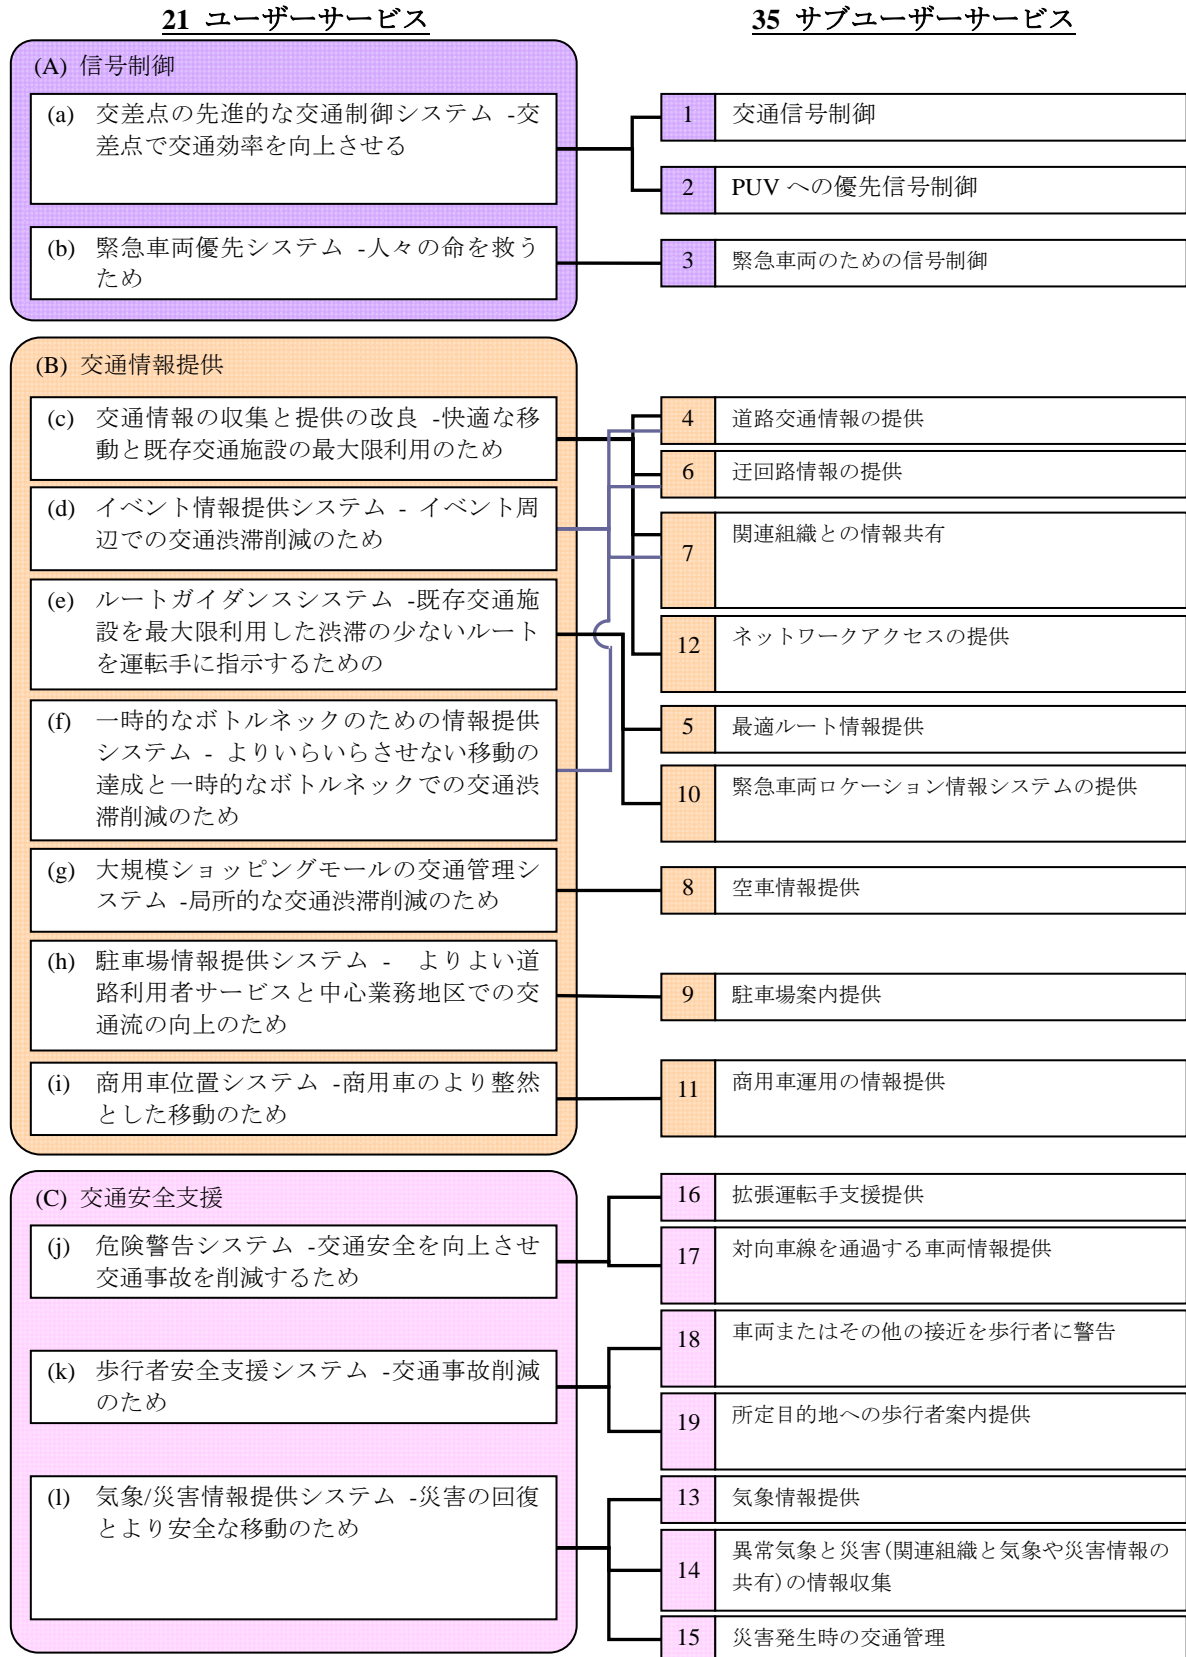 21 ユーザーサービス
35 サブユーザーサービス
(A) 信号制御
(a) 交差点の先進的な交通制御システム -交
差点で交通効率を向上させる
1 交通信号制御
2 PUV への優先信号制御
(b) 緊急車両優先システム -人々の命を救う
ため
3 緊急車両のための信号制御
(B) 交通情報提供
(c) 交通情報の収集と提供の改良 -快適な移
動と既存交通施設の最大限利用のため
4 道路交通情報の提供
6 迂回路情報の提供
(d) イベント情報提供システム - イベント周
辺での交通渋滞削減のため
7 関連組織との情報共有
(e) ルートガイダンスシステム -既存交通施
設を最大限利用した渋滞の少ないルート
を運転手に指示するための
12 ネットワークアクセスの提供
(f) 一時的なボトルネックのための情報提供
システム - よりいらいらさせない移動の
達成と一時的なボトルネックでの交通渋
滞削減のため
5 最適ルート情報提供
10 緊急車両ロケーション情報システムの提供
(g) 大規模ショッピングモールの交通管理シ
ステム -局所的な交通渋滞削減のため
8 空車情報提供
(h) 駐車場情報提供システム - よりよい道
路利用者サービスと中心業務地区での交
通流の向上のため
9 駐車場案内提供
(i) 商用車位置システム -商用車のより整然
とした移動のため
11 商用車運用の情報提供
(C) 交通安全支援
16 拡張運転手支援提供
(j) 危険警告システム -交通安全を向上させ
交通事故を削減するため
17 対向車線を通過する車両情報提供
18 車両またはその他の接近を歩行者に警告
(k) 歩行者安全支援システム -交通事故削減
のため
19 所定目的地への歩行者案内提供
(l) 気象/災害情報提供システム -災害の回復
とより安全な移動のため
13 気象情報提供
14 異常気象と災害(関連組織と気象や災害情報の
共有)の情報収集
15 災害発生時の交通管理